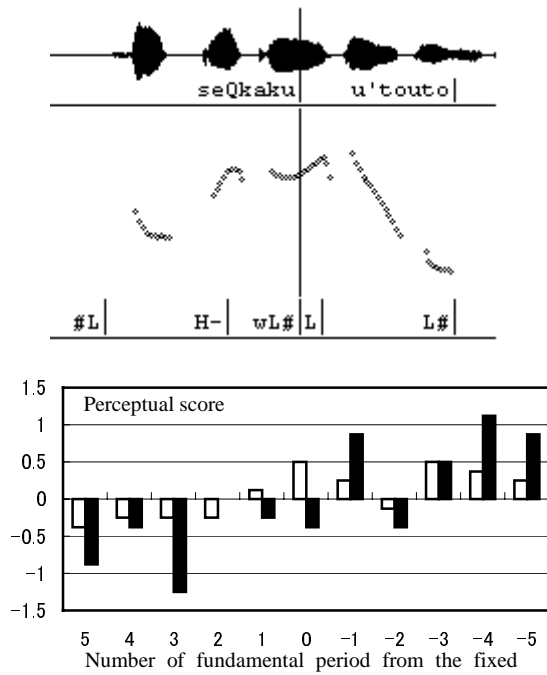 seQkaku u'touto
#L H- wL# L L#
1.5
Perceptual score
1
0.5
0
-0.5
-1
-1.5
5 4 3 2 1 0 -1 -2 -3 -4 -5
Number of fundamental period from the fixed